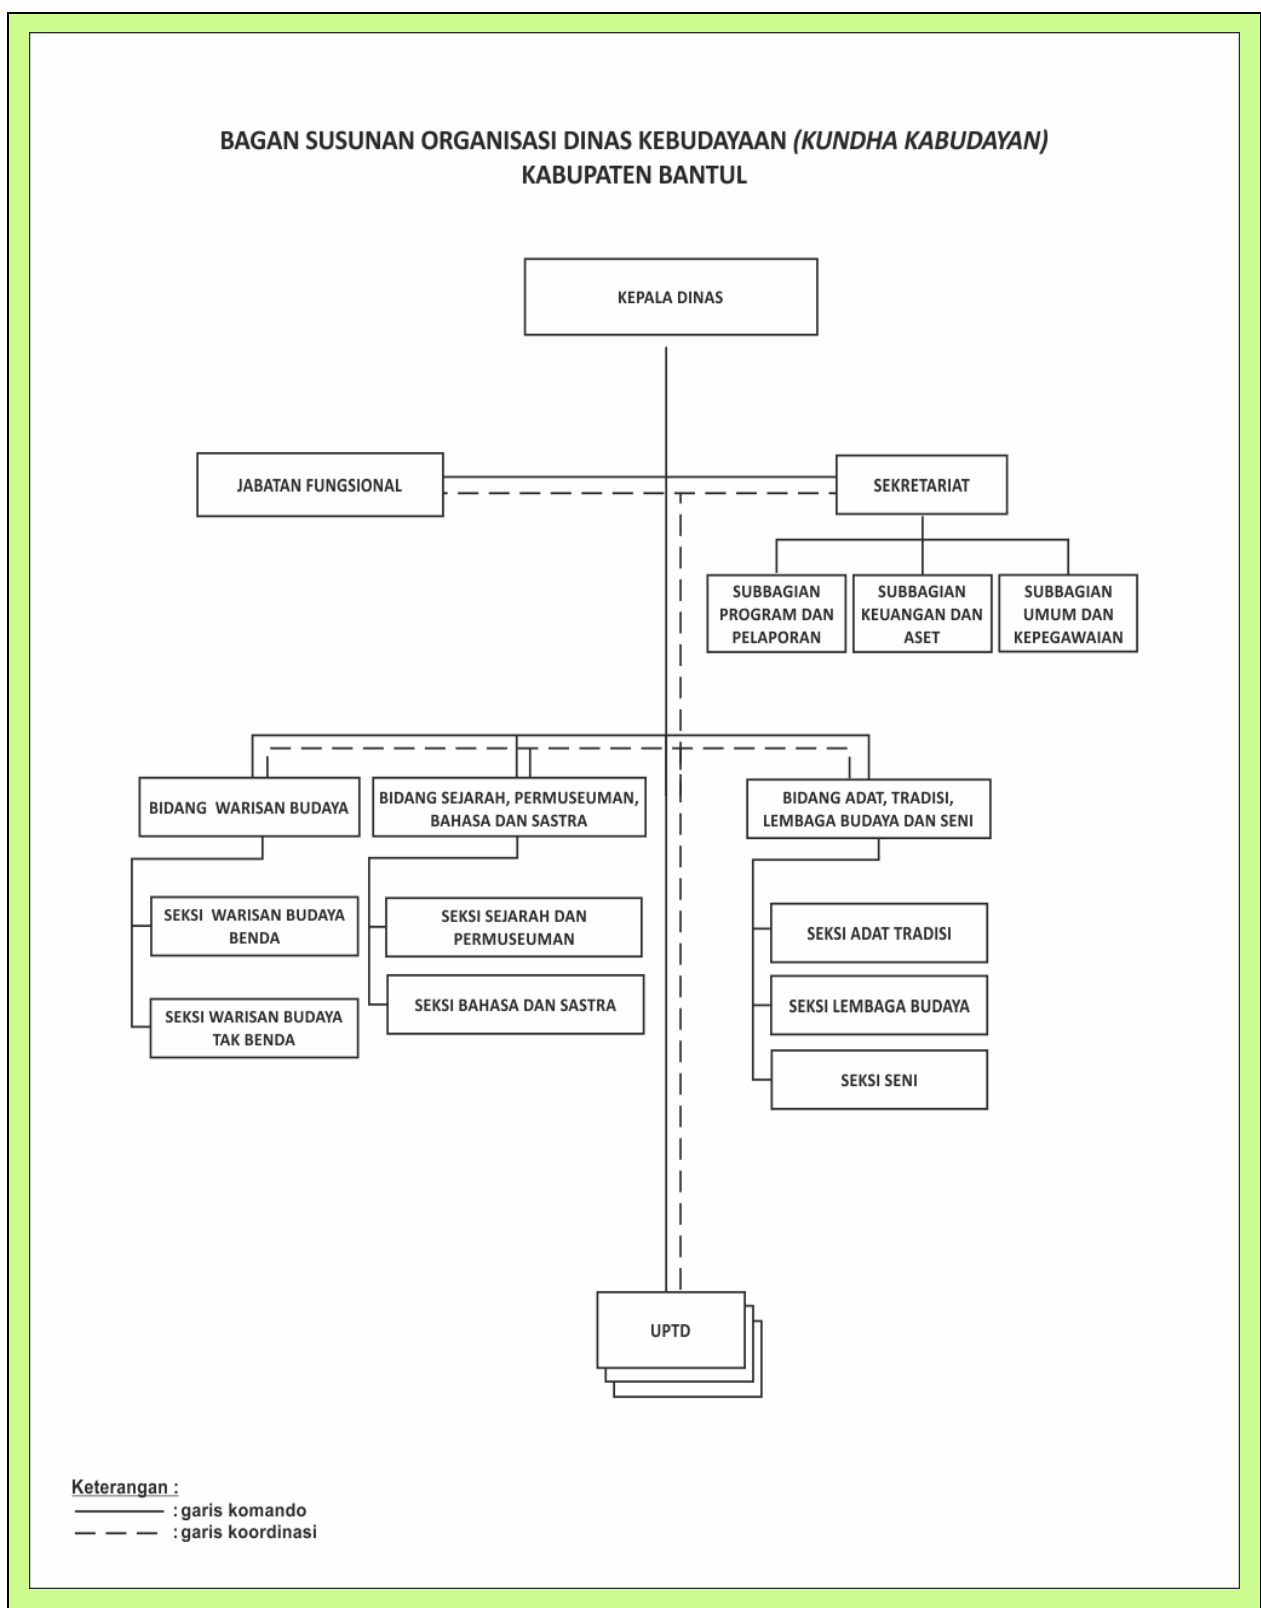 BAGAN SUSUNAN ORGANISASI DINAS KEBUDAYAAN (KUNDHA KABUDAYAN)
KABUPATEN BANTUL
KEPALA DINAS
JABATAN FUNGSIONAL
SEKRETARIAT
SUBBAGIAN
PROGRAM DAN
PELAPORAN
SUBBAGIAN
KEUANGAN DAN
ASET
SUBBAGIAN
UMUM DAN
KEPEGAWAIAN
BIDANG WARISAN BUDAYA
BIDANG SEJARAH, PERMUSEUMAN,
BAHASA DAN SASTRA
BIDANG ADAT, TRADISI,
LEMBAGA BUDAYA DAN SENI
SEKSI WARISAN BUDAYA
BENDA
SEKSI WARISAN BUDAYA
TAK BENDA
SEKSI SEJARAH DAN
PERMUSEUMAN
SEKSI BAHASA DAN SASTRA
SEKSI ADAT TRADISI
SEKSI LEMBAGA BUDAYA
SEKSI SENI
UPTD
Keterangan :
: garis komando
: garis koordinasi